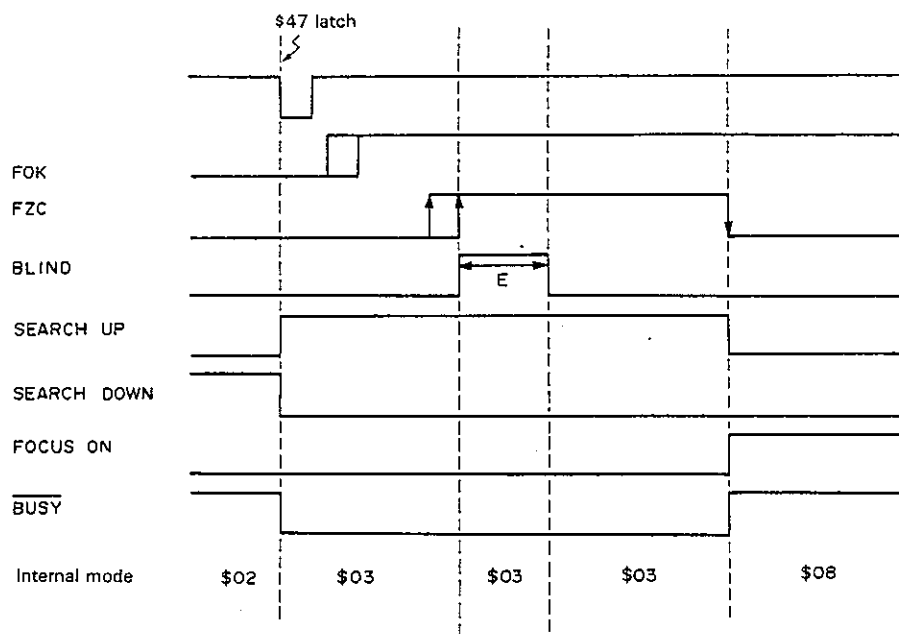 $47 latch
FOK
FZC
BLIND
E
SEARCH UP
SEARCH DOWN
FOCUS ON
BUSY
Internal mode $02 $03 $03 $03 $08